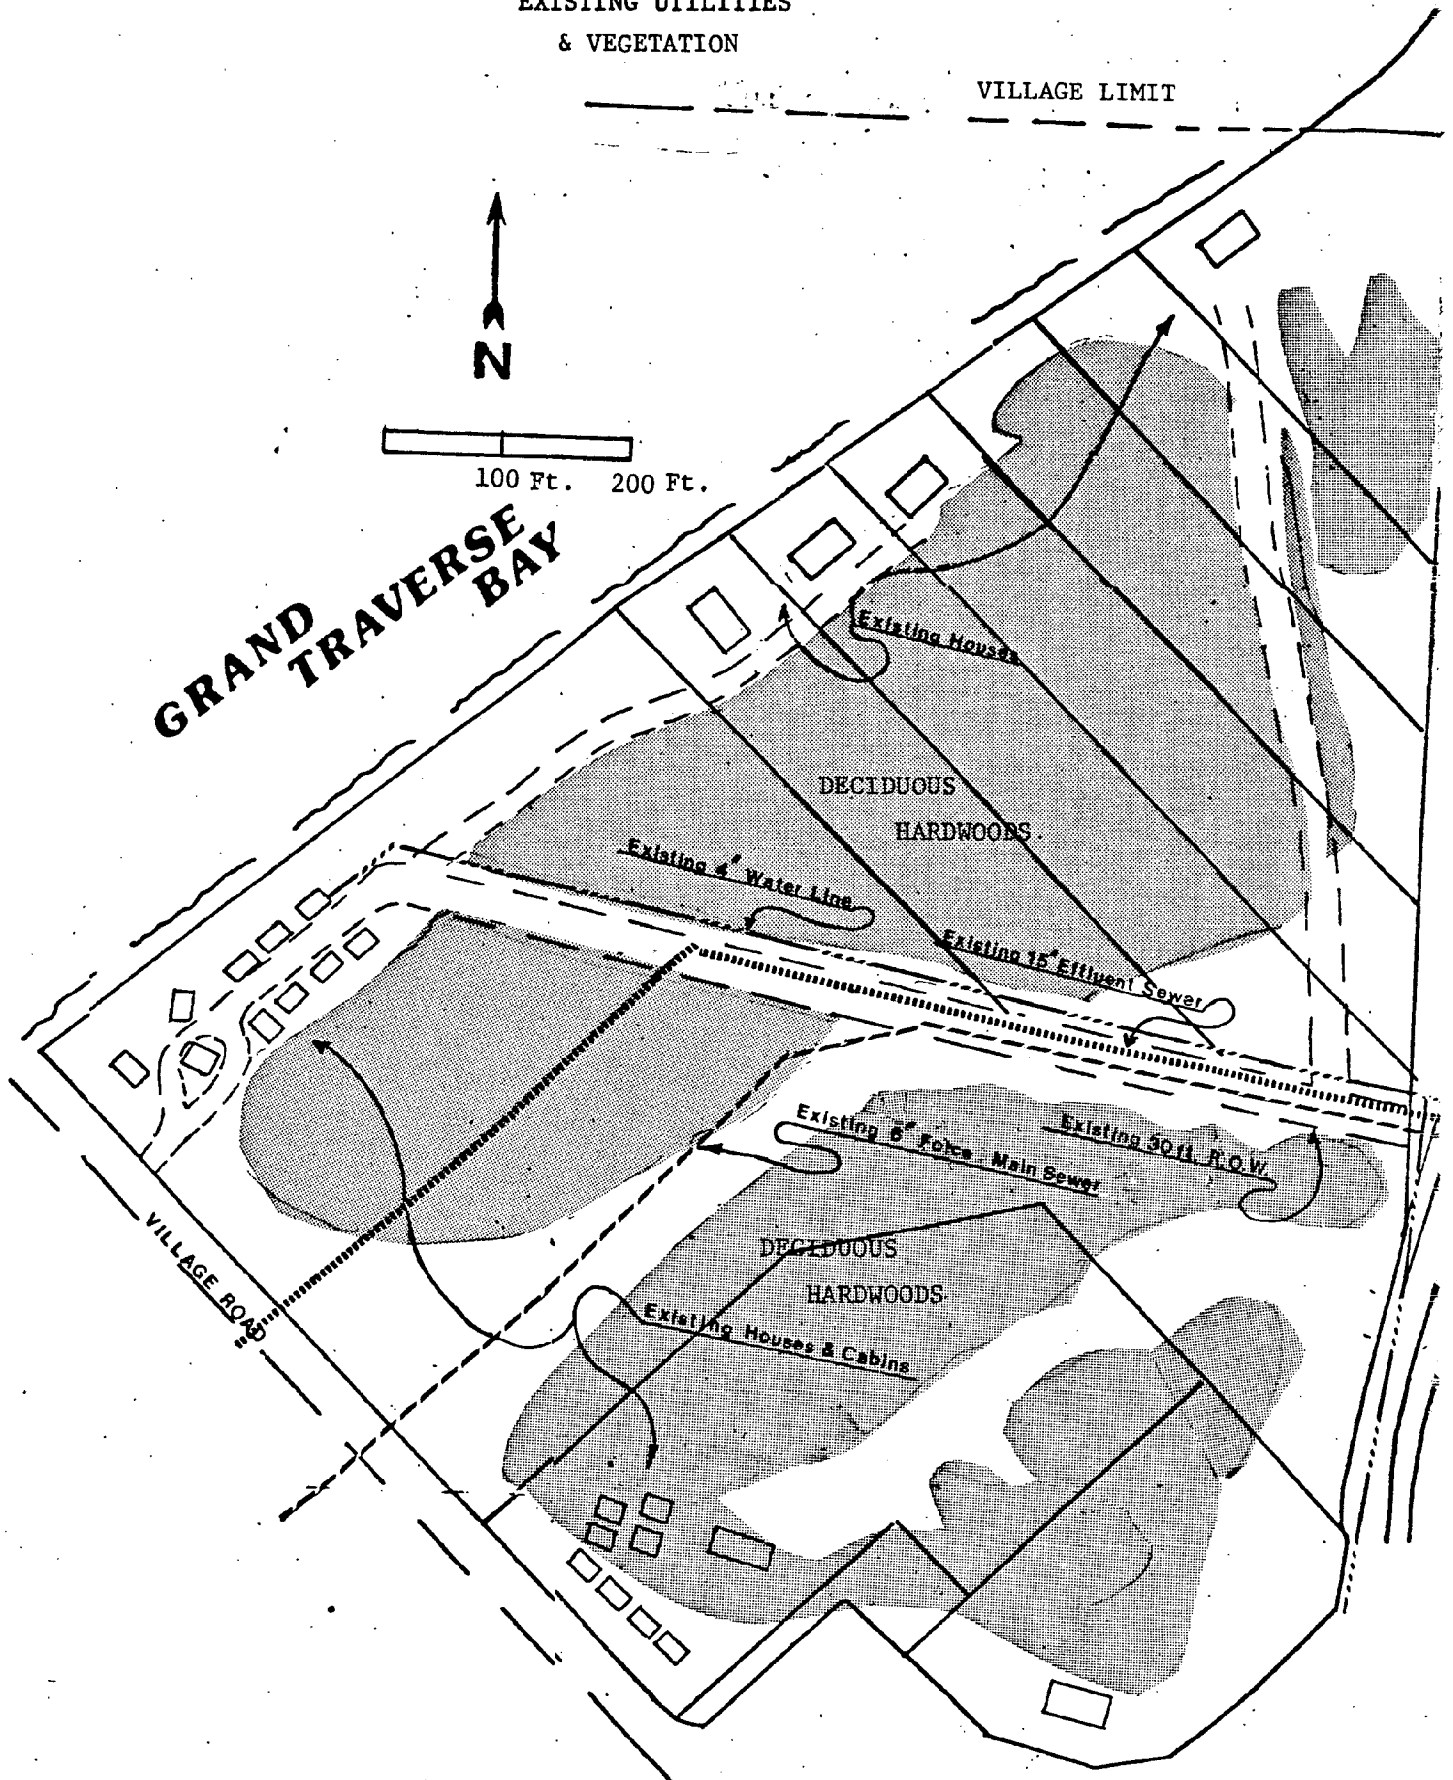 EXISTING UTILITIES
& VEGETATION
VILLAGE LIMIT
N
100 Ft. 200 Ft.
GRAND
TRAVERSE
BAY
Existing Houses
DECIDUOUS
HARDWOODS
Existing 4" Water Line
Existing 15" Effluent Sewer
Existing 6" Force Main Sewer
Existing 50 ft. R.O.W.
VILLAGE ROAD
DECIDUOUS
HARDWOODS
Existing Houses & Cabins